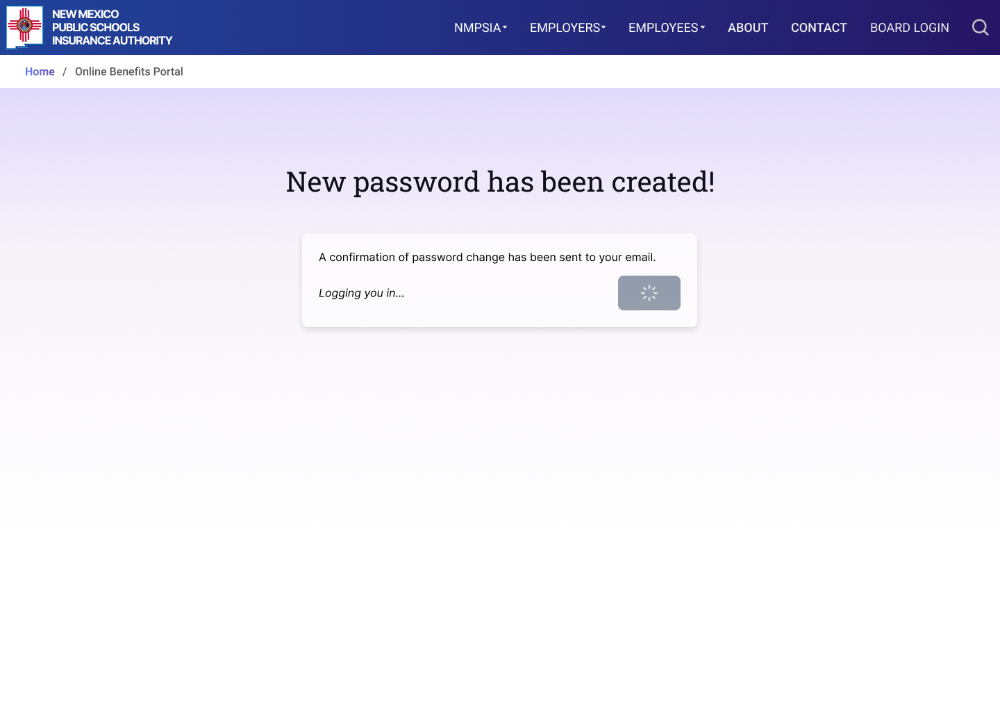 NEW MEXICO
PUBLIC SCHOOLS
INSURANCE AUTHORITY
NMPSIA
EMPLOYERS
EMPLOYEES
ABOUT
CONTACT
BOARD LOGIN
Home / Online Benefits Portal
New password has been created!
A confirmation of password change has been sent to your email.
Logging you in...